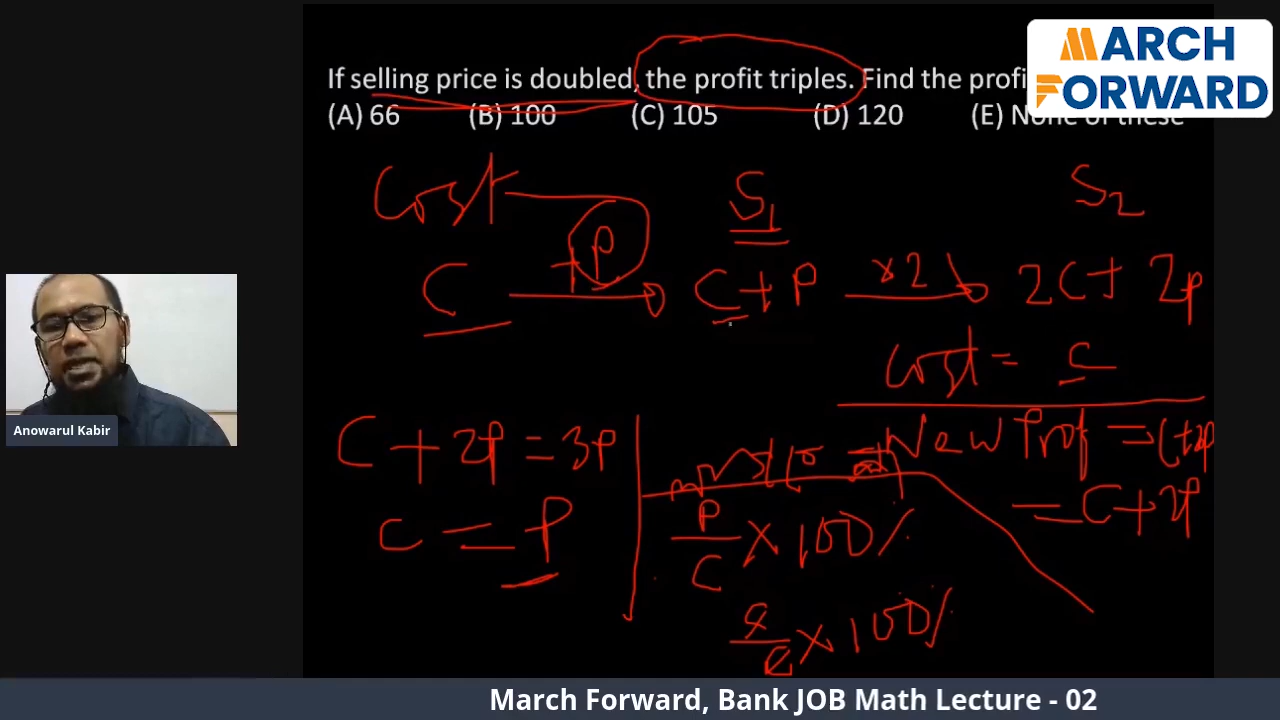 MARCH
FORWARD
If selling price is doubled, the profit triples. Find the profi
(A) 66 (B) 100 (C) 105 (D) 120 (E) None of these
Cost S1 S2
C +P C + P ×2 2C + 2P
Cost = C
C + 2P = 3P
New Prof = C+2P
= C + 2P
C = P
P/C × 100%
× 100%
Anowarul Kabir
March Forward, Bank JOB Math Lecture - 02